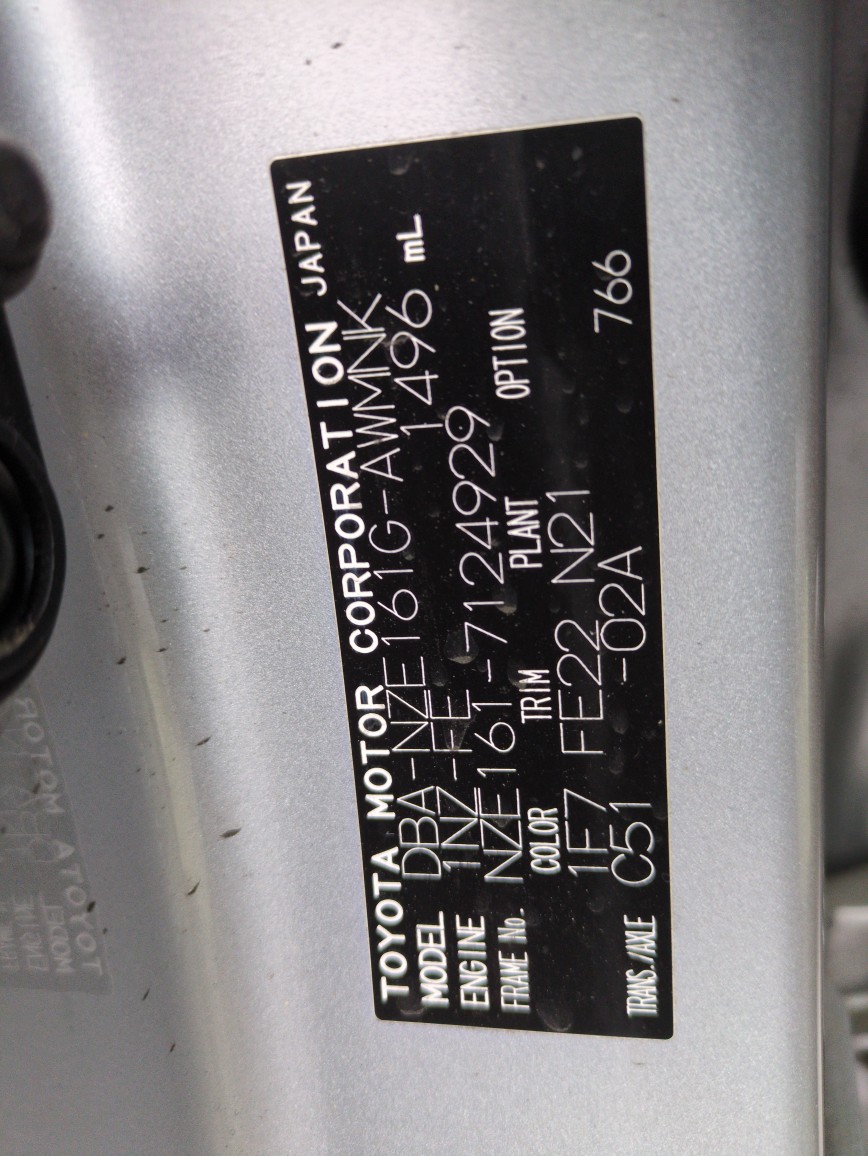 TOYOTA MOTOR CORPORATION JAPAN
MODEL DBA-NZE161G-AWMNK
ENGINE 1NZ-FE 1496 mL
FRAME No. NZE161-7124929
COLOR TRIM PLANT OPTION
1F7 FE22 N21
TRANS./AXLE C51 -02A 766